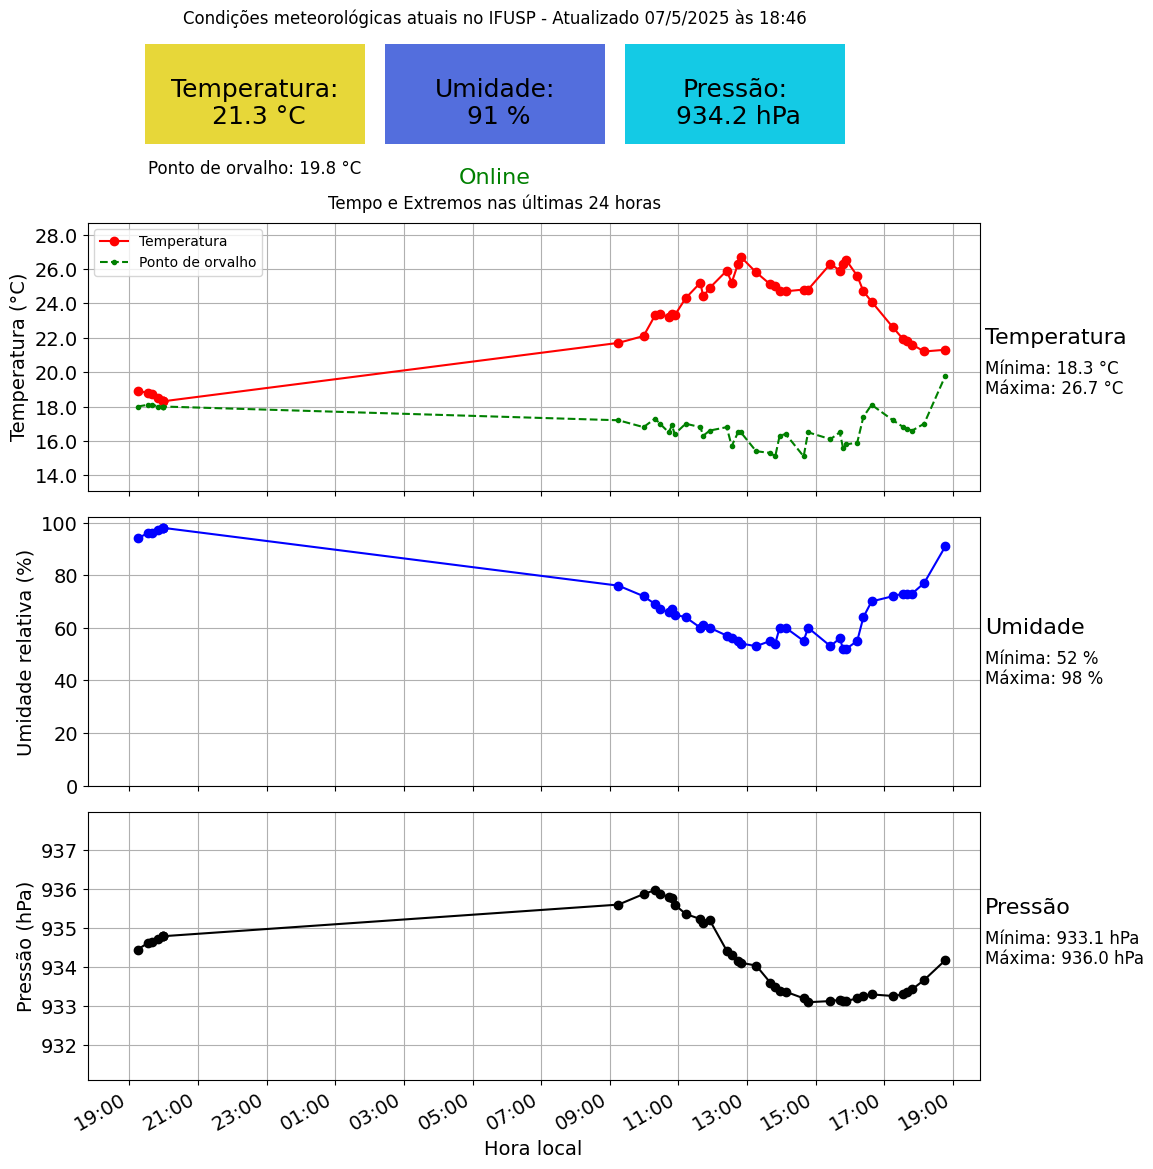 Condições meteorológicas atuais no IFUSP - Atualizado 07/5/2025 às 18:46
Temperatura:
21.3 °C
Umidade:
91 %
Pressão:
934.2 hPa
Ponto de orvalho: 19.8 °C
Online
Tempo e Extremos nas últimas 24 horas
Temperatura (°C)
28.0
26.0
24.0
22.0
20.0
18.0
16.0
14.0
Temperatura
Ponto de orvalho
Temperatura
Mínima: 18.3 °C
Máxima: 26.7 °C
Umidade relativa (%)
100
80
60
40
20
0
Umidade
Mínima: 52 %
Máxima: 98 %
Pressão (hPa)
937
936
935
934
933
932
Pressão
Mínima: 933.1 hPa
Máxima: 936.0 hPa
19:00
21:00
23:00
01:00
03:00
05:00
07:00
09:00
11:00
13:00
15:00
17:00
19:00
Hora local